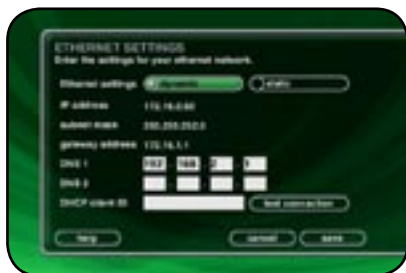 ETHERNET SETTINGS
Enter the settings for your ethernet network.
Ethernet settings dynamic static
IP address 172.16.0.60
subnet mask 255.255.252.0
gateway address 172.16.1.1
DNS 1 192 168 2 1
DNS 2
DHCP client ID test connection
help cancel save